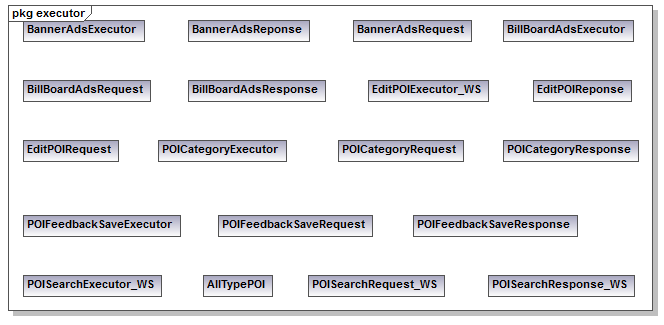 pkg executor
BannerAdsExecutor BannerAdsReponse BannerAdsRequest BillBoardAdsExecutor
BillBoardAdsRequest BillBoardAdsResponse EditPOIExecutor_WS EditPOIReponse
EditPOIRequest POICategoryExecutor POICategoryRequest POICategoryResponse
POIFeedbackSaveExecutor POIFeedbackSaveRequest POIFeedbackSaveResponse
POISearchExecutor_WS AllTypePOI POISearchRequest_WS POISearchResponse_WS